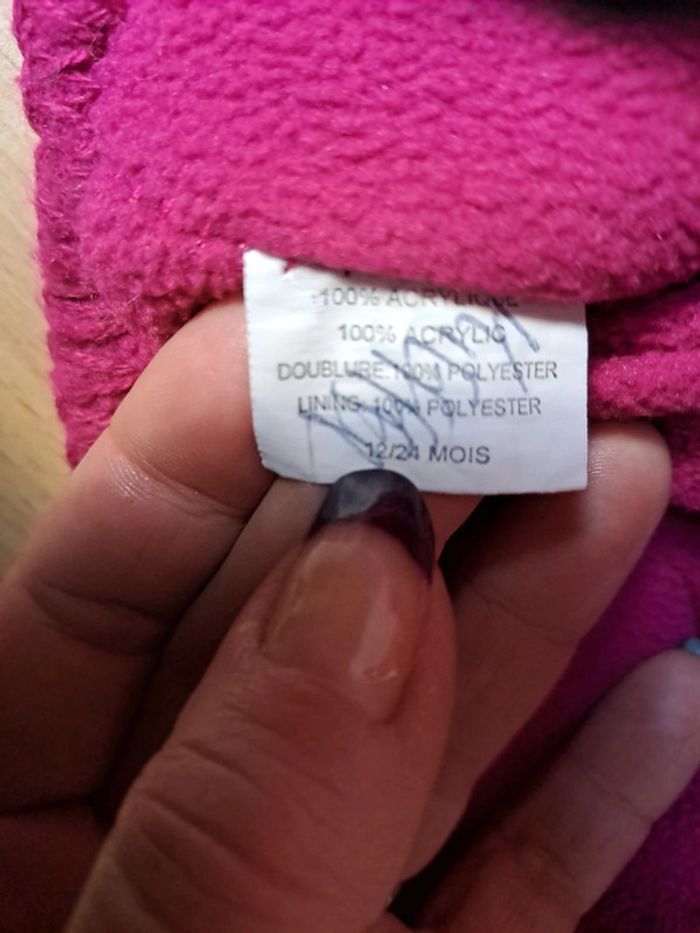 100% ACRYLIQUE
100% ACRYLIC
DOUBLURE:100% POLYESTER
LINING: 100% POLYESTER
12/24 MOIS